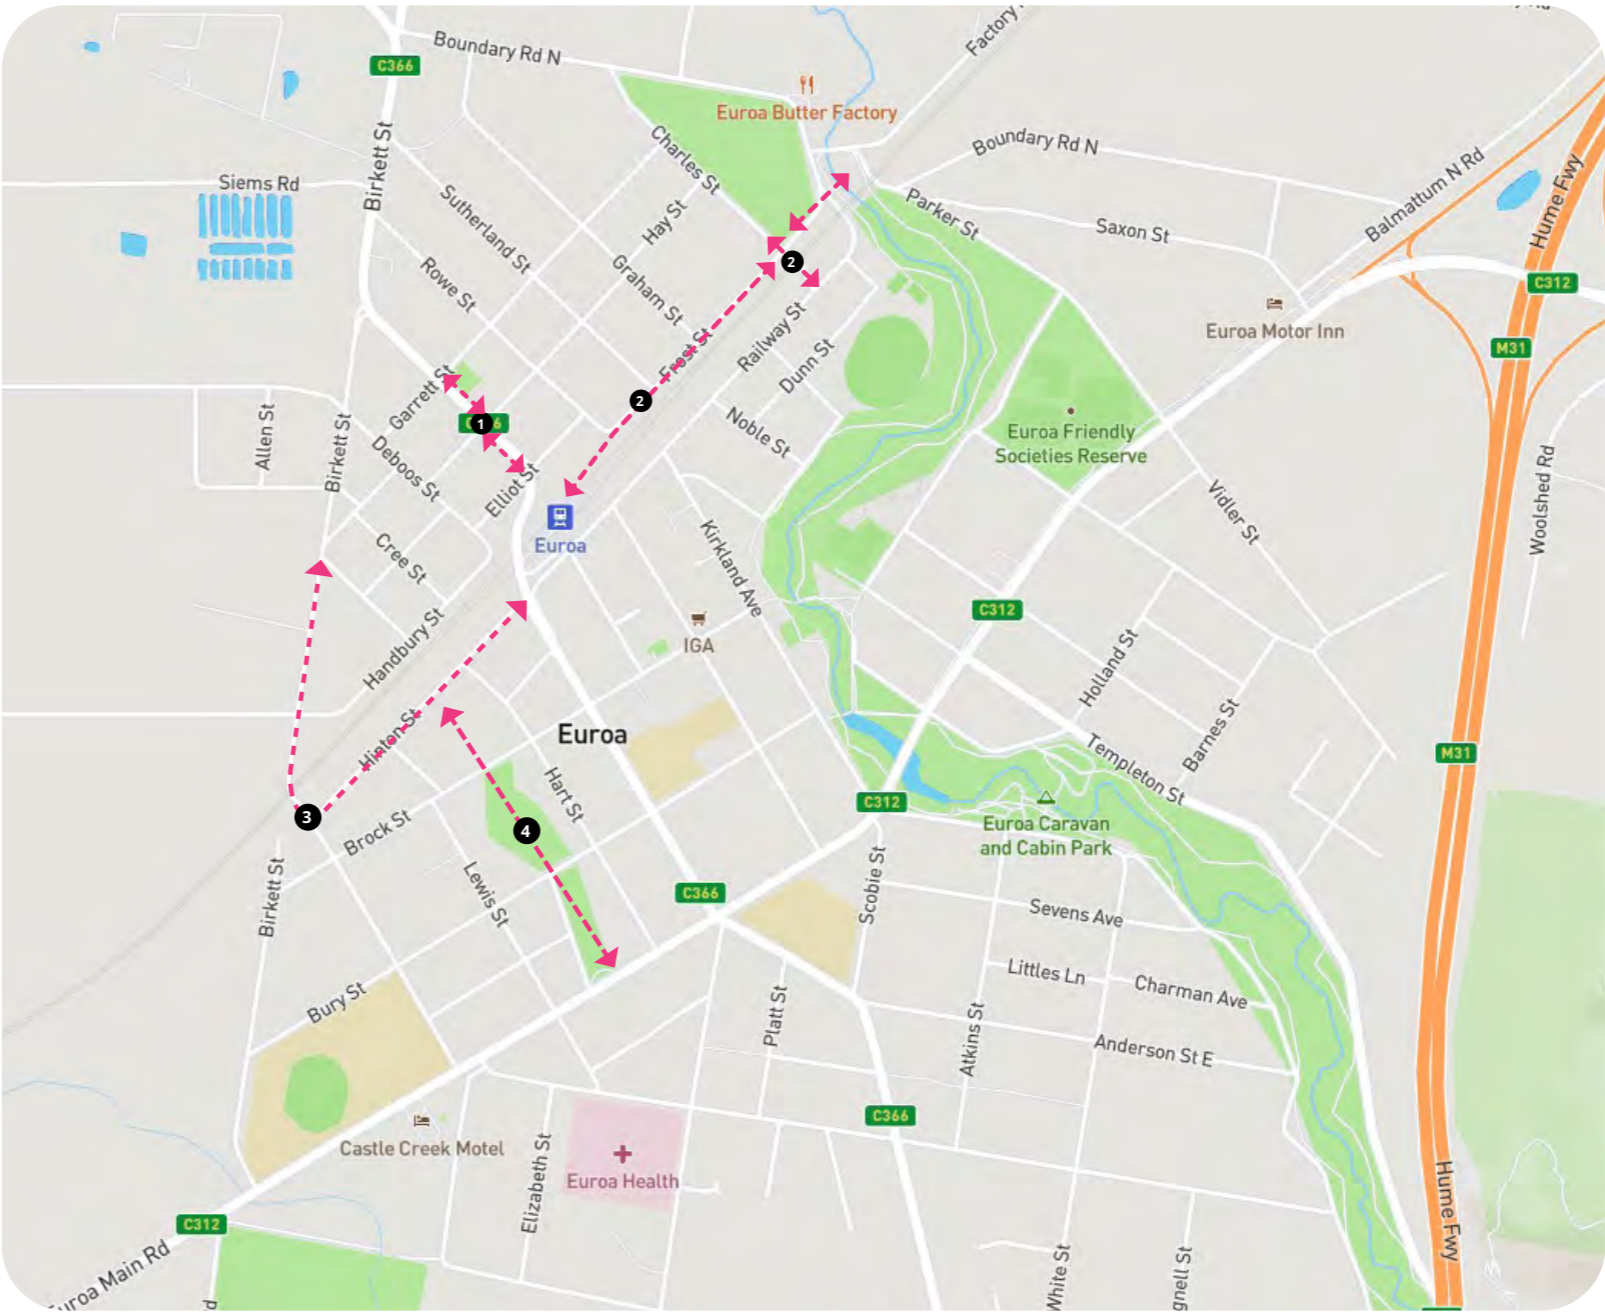 Boundary Rd N
Factory
C366
Euroa Butter Factory
Boundary Rd N
Charles St
Birkett St
Siems Rd
Sutherland St
Hay St
Parker St
Saxon St
Balmattum N Rd
Hume Fwy
Rowe St
Graham St
2
C312
Euroa Motor Inn
M31
Frost St
Railway St
Dunn St
Garrett St
2
1
Noble St
Euroa Friendly
Societies Reserve
Allen St
Birkett St
Deboos St
Elliot St
Vidler St
Woolshed Rd
Euroa
Kirkland Ave
Cree St
C312
Handbury St
IGA
Holland St
Hinton St
Euroa
Barnes St
Templeton St
M31
Hart St
C312
3
Brock St
4
Euroa Caravan
and Cabin Park
Birkett St
Lewis St
C366
Scobie St
Sevens Ave
Littles Ln
Charman Ave
Bury St
Platt St
Atkins St
Anderson St E
C366
Castle Creek Motel
Elizabeth St
Euroa Health
Hume Fwy
C312
uroa Main Rd
White St
gnell St